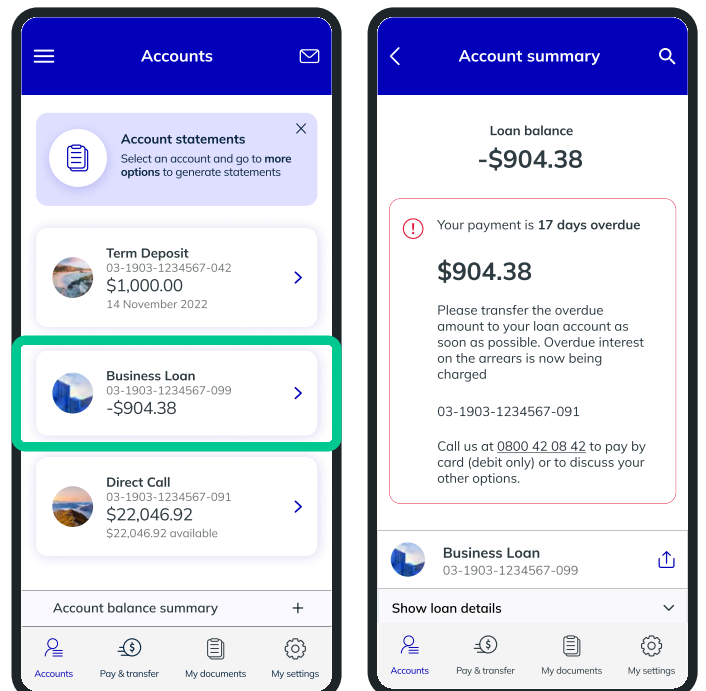 Accounts
Account statements
Select an account and go to more
options to generate statements
Term Deposit
03-1903-1234567-042
$1,000.00
14 November 2022
Business Loan
03-1903-1234567-099
-$904.38
Direct Call
03-1903-1234567-091
$22,046.92
$22,046.92 available
Account balance summary
Accounts
Pay & transfer
My documents
My settings
Account summary
Loan balance
-$904.38
Your payment is 17 days overdue
$904.38
Please transfer the overdue
amount to your loan account as
soon as possible. Overdue interest
on the arrears is now being
charged
03-1903-1234567-091
Call us at 0800 42 08 42 to pay by
card (debit only) or to discuss your
other options.
Business Loan
03-1903-1234567-099
Show loan details
Accounts
Pay & transfer
My documents
My settings